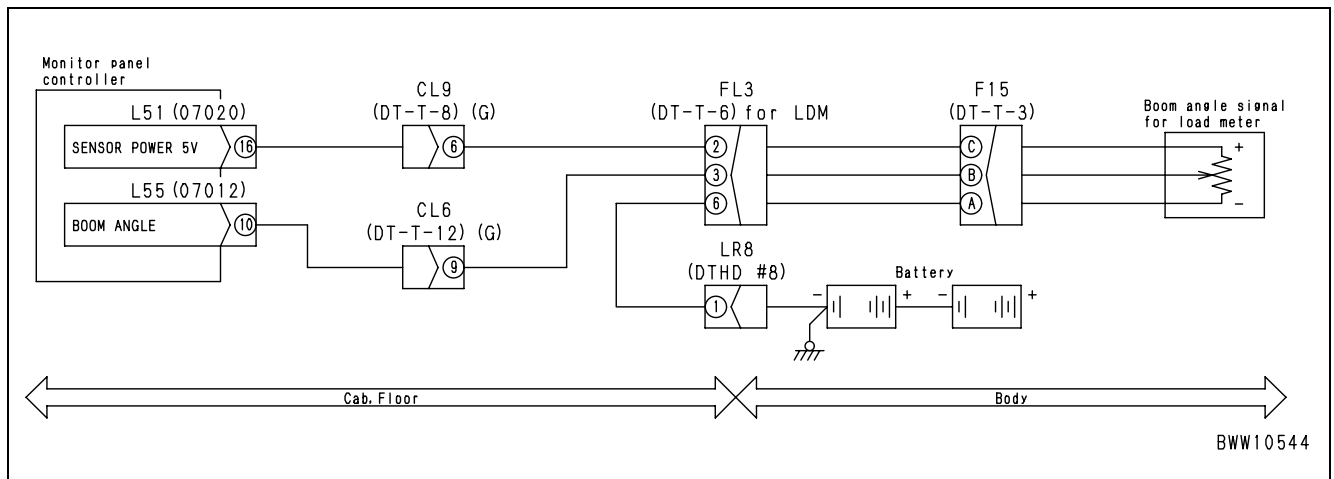 Monitor panel
controller
L51 (07020)
SENSOR POWER 5V
16
L55 (07012)
BOOM ANGLE
10
CL9
(DT-T-8) (G)
6
CL6
(DT-T-12) (G)
9
FL3
(DT-T-6) for LDM
2
3
6
LR8
(DTHD #8)
1
F15
(DT-T-3)
C
B
A
Boom angle signal
for load meter
+
-
Battery
- + - +
Cab, Floor
Body
BWW10544